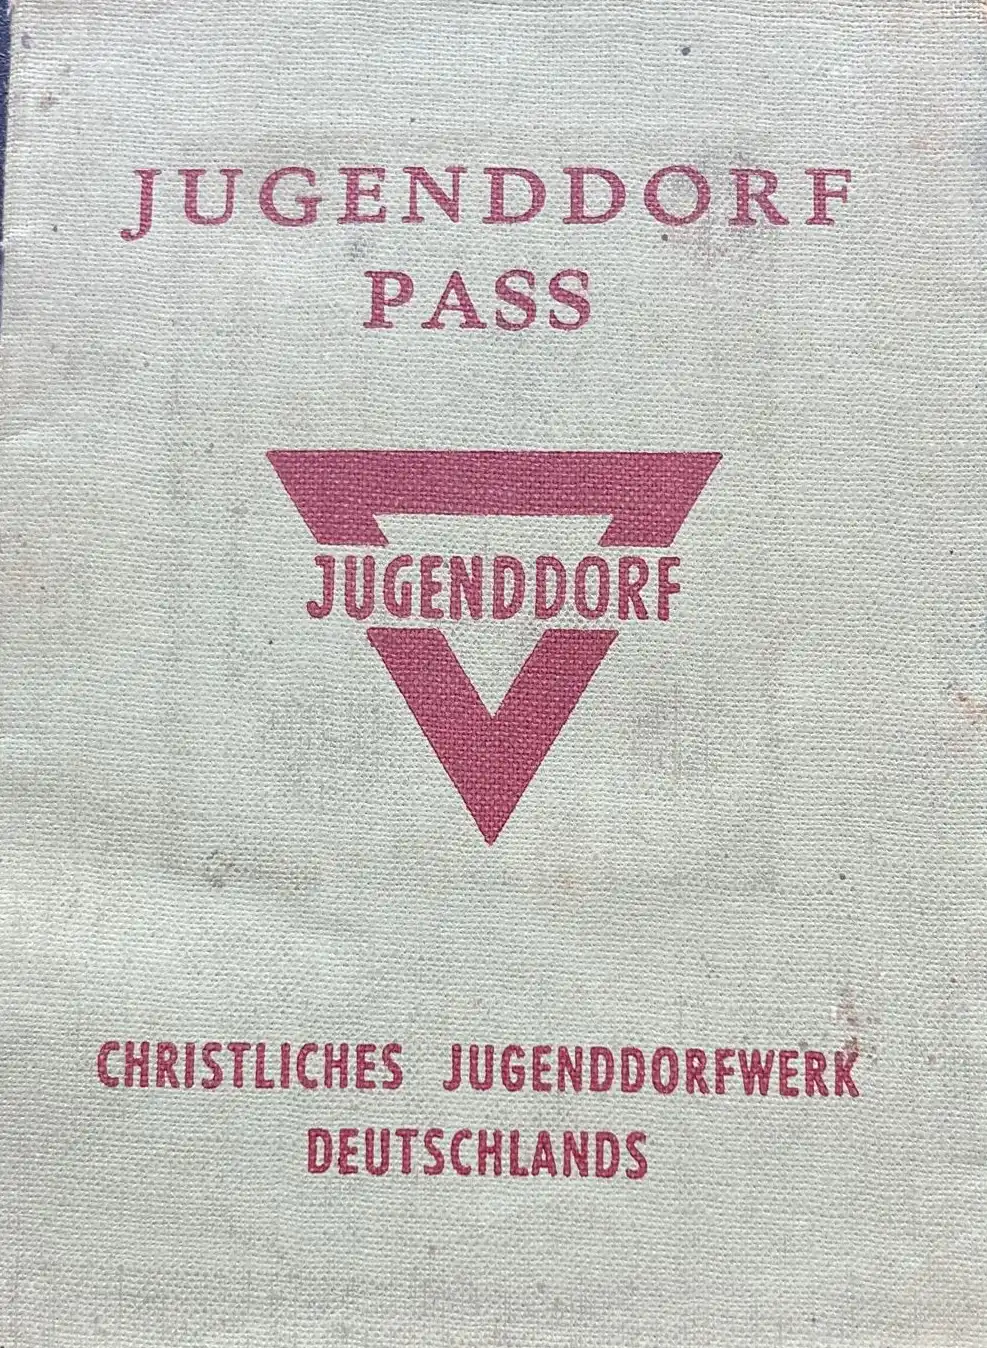 JUGENDDORF
PASS
JUGENDDORF
CHRISTLICHES JUGENDDORFWERK
DEUTSCHLANDS